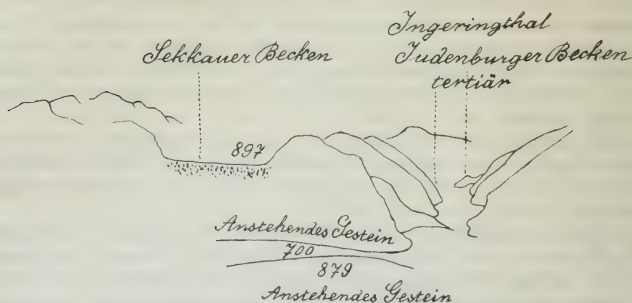 Ingeringthal
Sekkauer Becken
Judenburger Becken
tertiär
897
Anstehendes Gestein
700
879
Anstehendes Gestein